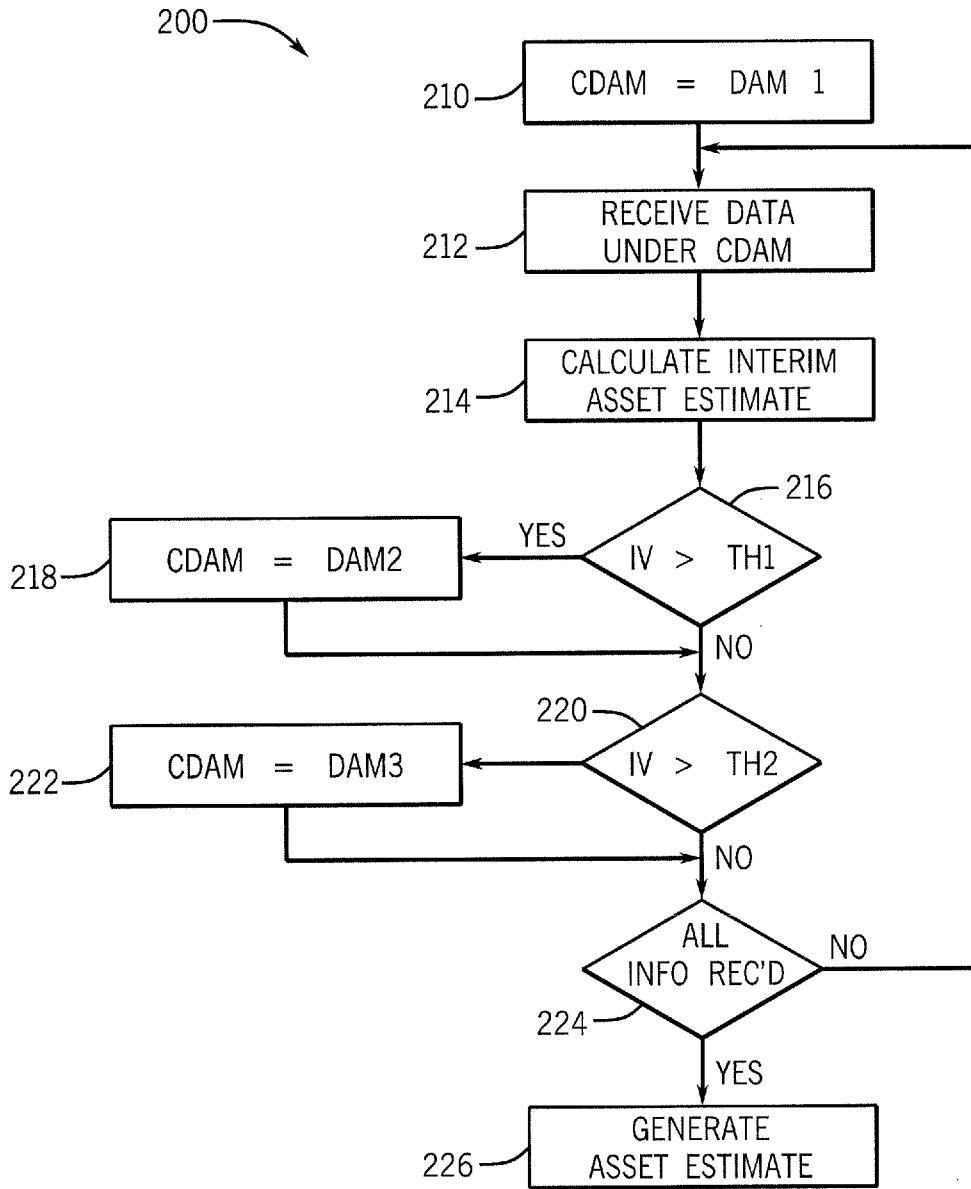 200
210
CDAM = DAM 1
212
RECEIVE DATA
UNDER CDAM
214
CALCULATE INTERIM
ASSET ESTIMATE
216
IV > TH1
YES
218
CDAM = DAM2
NO
220
IV > TH2
222
CDAM = DAM3
NO
ALL
INFO REC'D
NO
224
YES
226
GENERATE
ASSET ESTIMATE